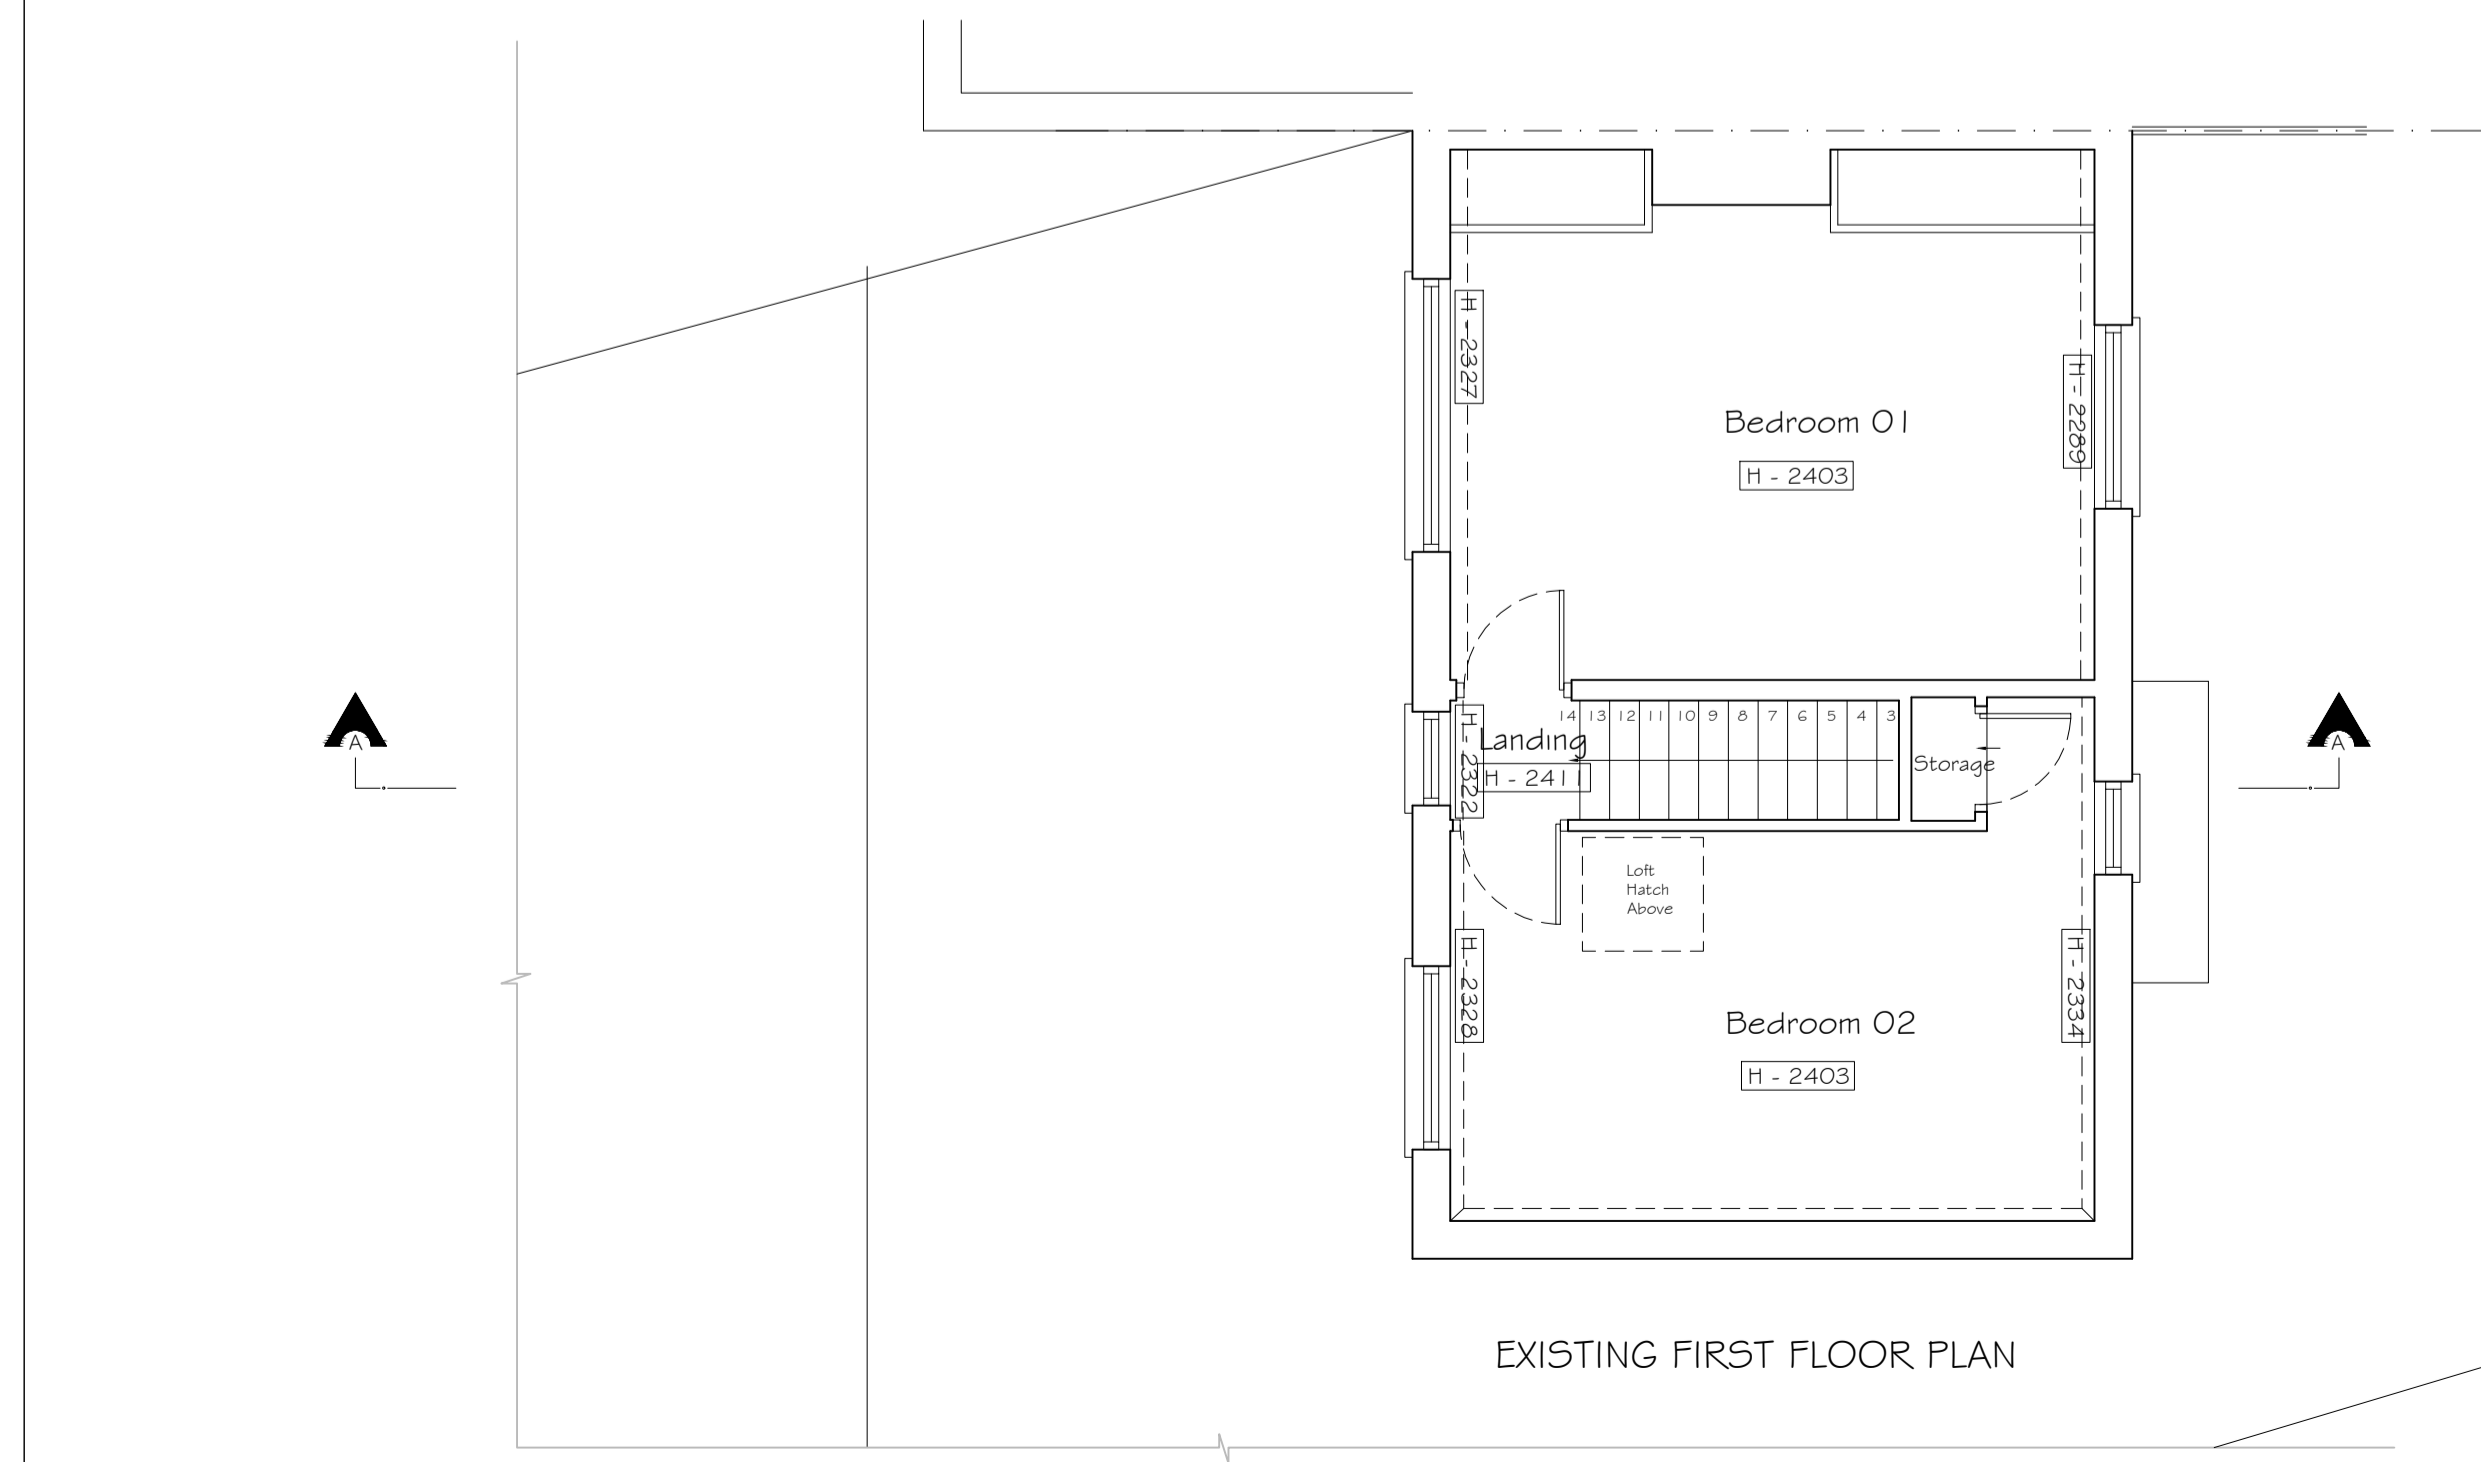 H - 2327
Bedroom 01
H - 2403
H - 2289
A
14 13 12 11 10 9 8 7 6 5 4 3
Landing
H - 2322
H - 2411
Storage
A
Loft
Hatch
Above
H - 2328
Bedroom 02
H - 2403
H - 2334
EXISTING FIRST FLOOR PLAN